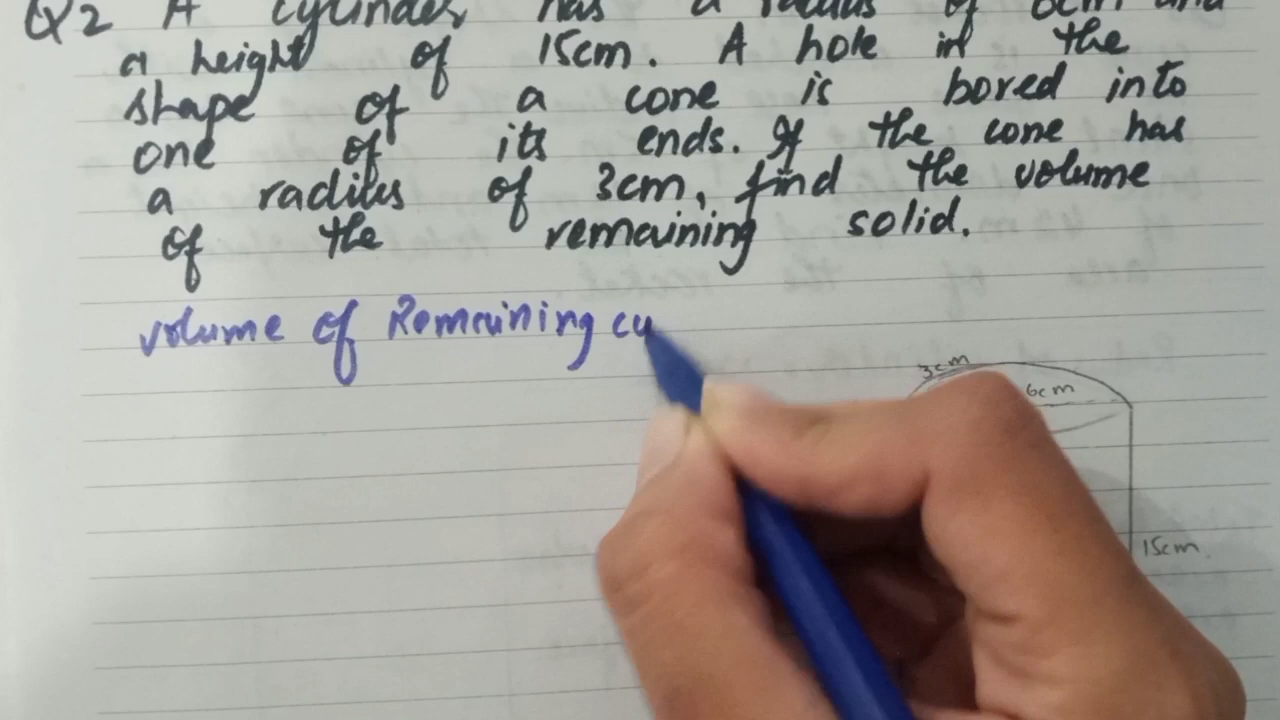 Q2 A cylinder has a radius of 6cm and
a height of 15cm. A hole in the
shape of a cone is bored into
one of its ends. If the cone has
a radius of 3cm, find the volume
of the remaining solid.
volume of Remaining cy
3cm
6cm
15cm.